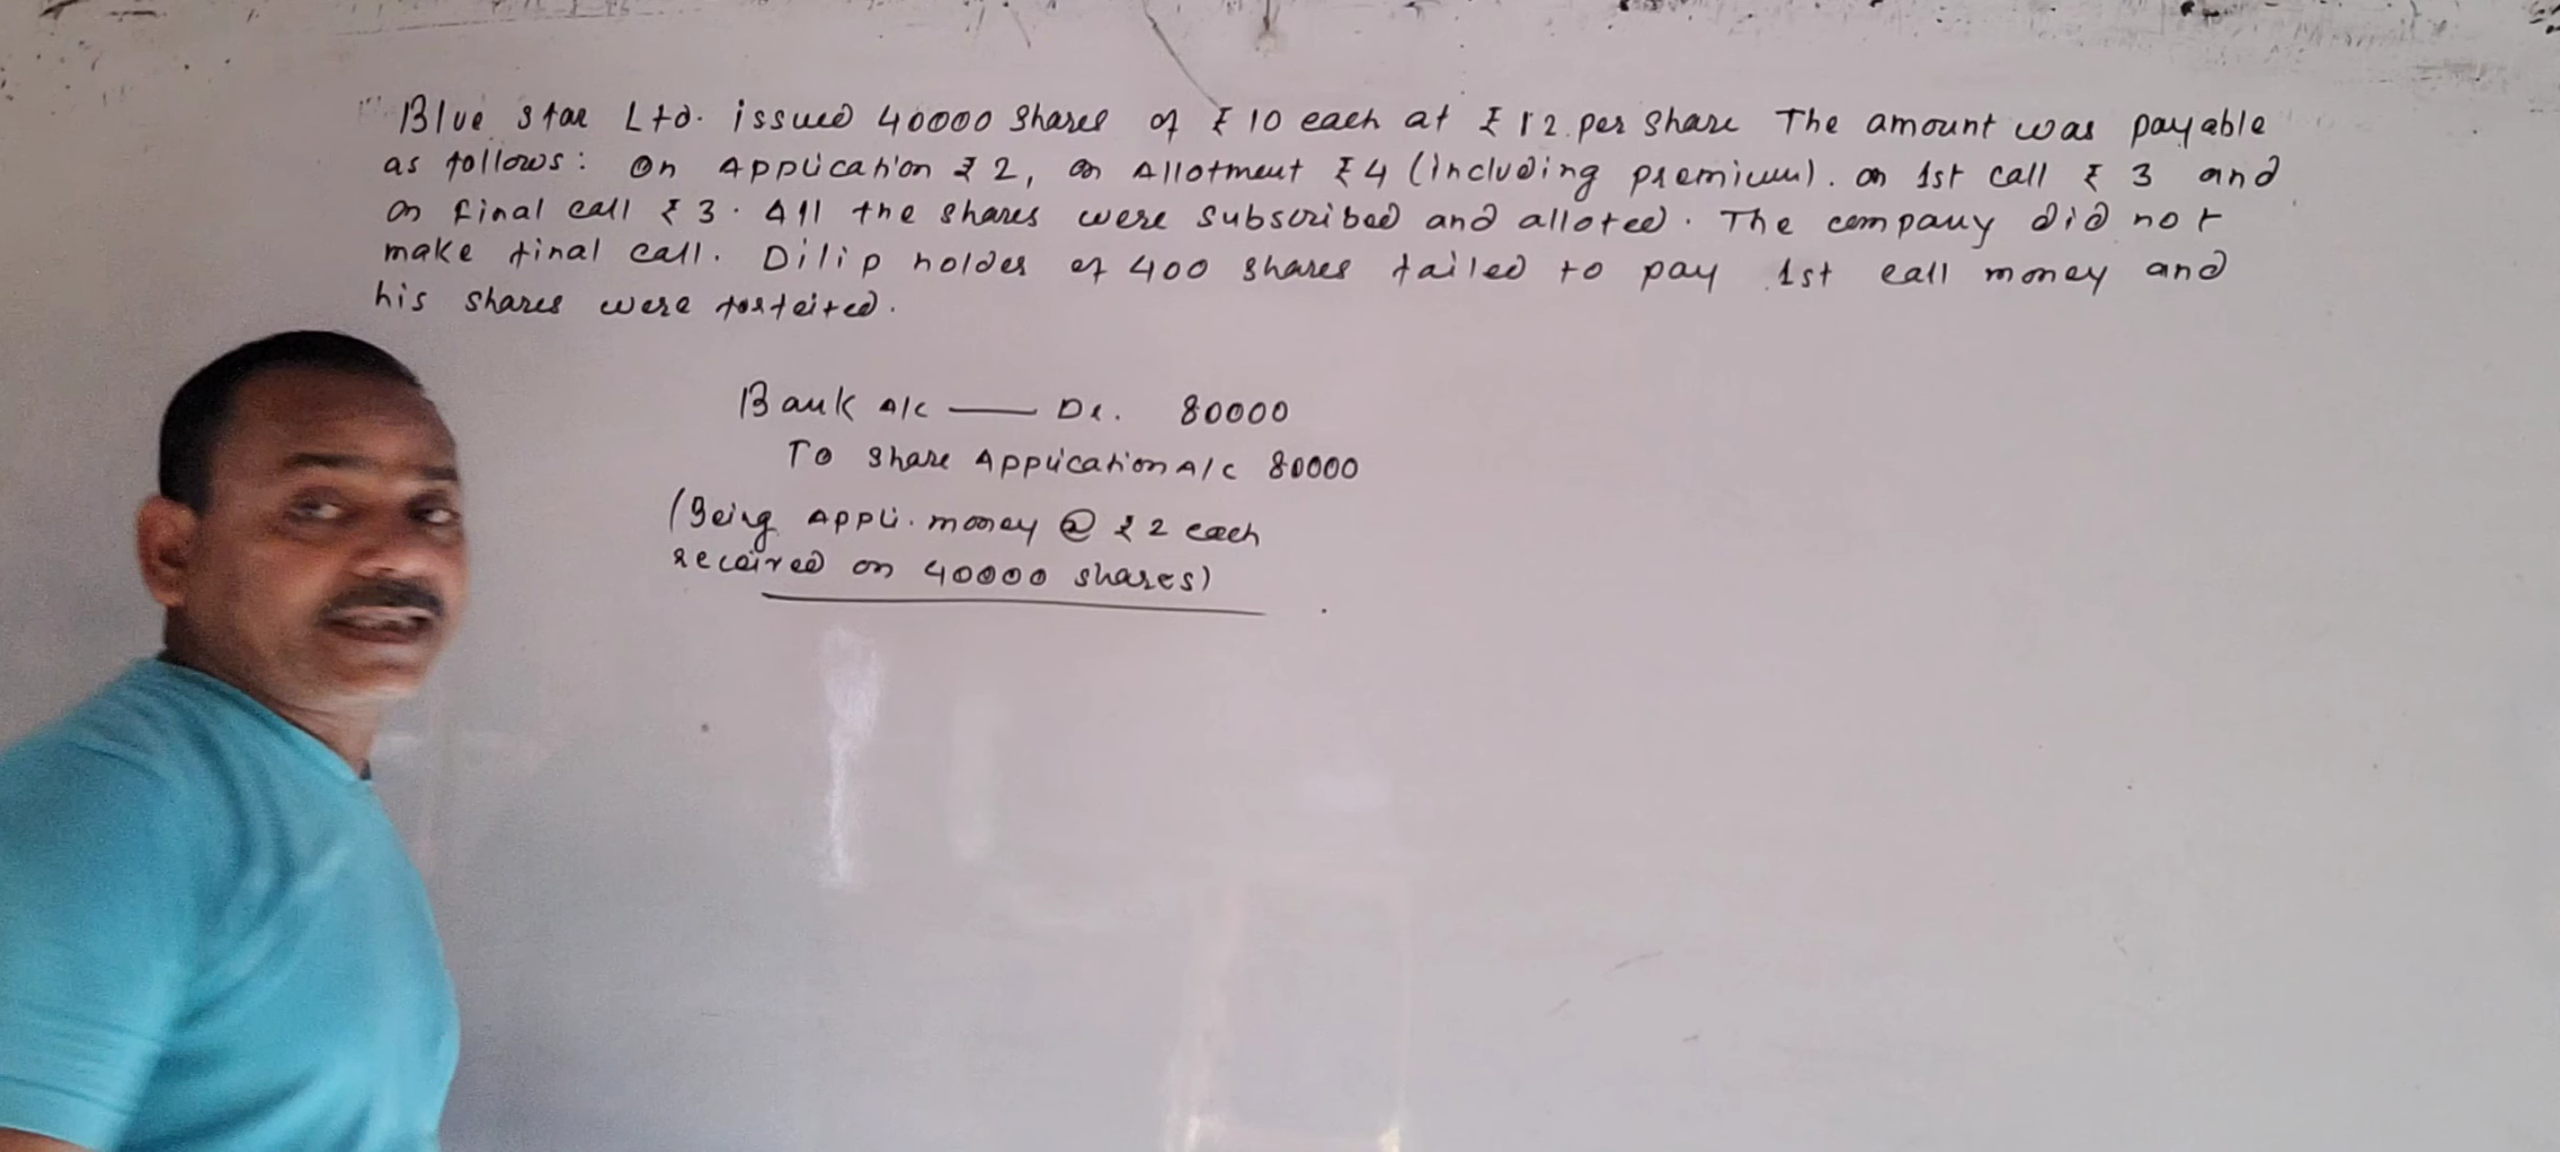 Blue star Ltd. issued 40000 shares of ₹ 10 each at ₹ 12 per share The amount was payable
as follows: on Application ₹ 2, on Allotment ₹ 4 (including premium). on 1st call ₹ 3 and
on final call ₹ 3. All the shares were subscribed and alloted. The company did not
make final call. Dilip holder of 400 shares failed to pay 1st call money and
his shares were forfeited.
Bank A/c — Dr. 80000
To share Application A/c 80000
(Being Appli. money @ ₹ 2 each
received on 40000 shares)